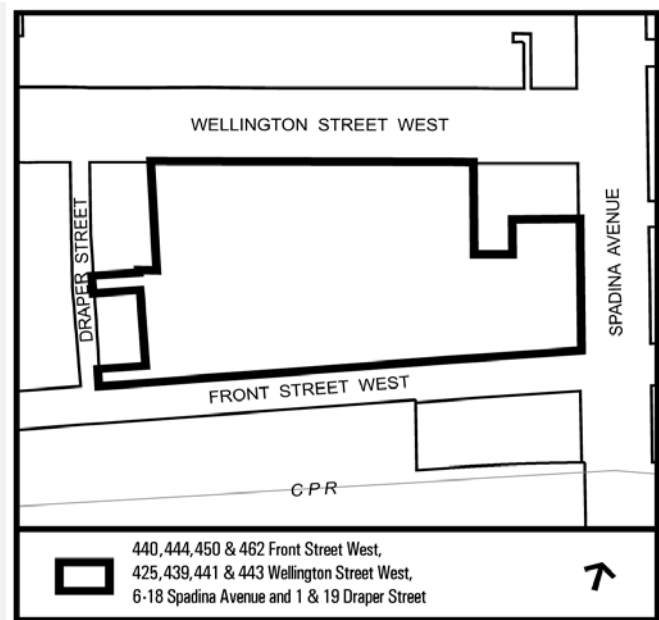 WELLINGTON STREET WEST
DRAPER STREET
SPADINA AVENUE
FRONT STREET WEST
CPR
440,444,450 & 462 Front Street West,
425,439,441 & 443 Wellington Street West,
6-18 Spadina Avenue and 1 & 19 Draper Street